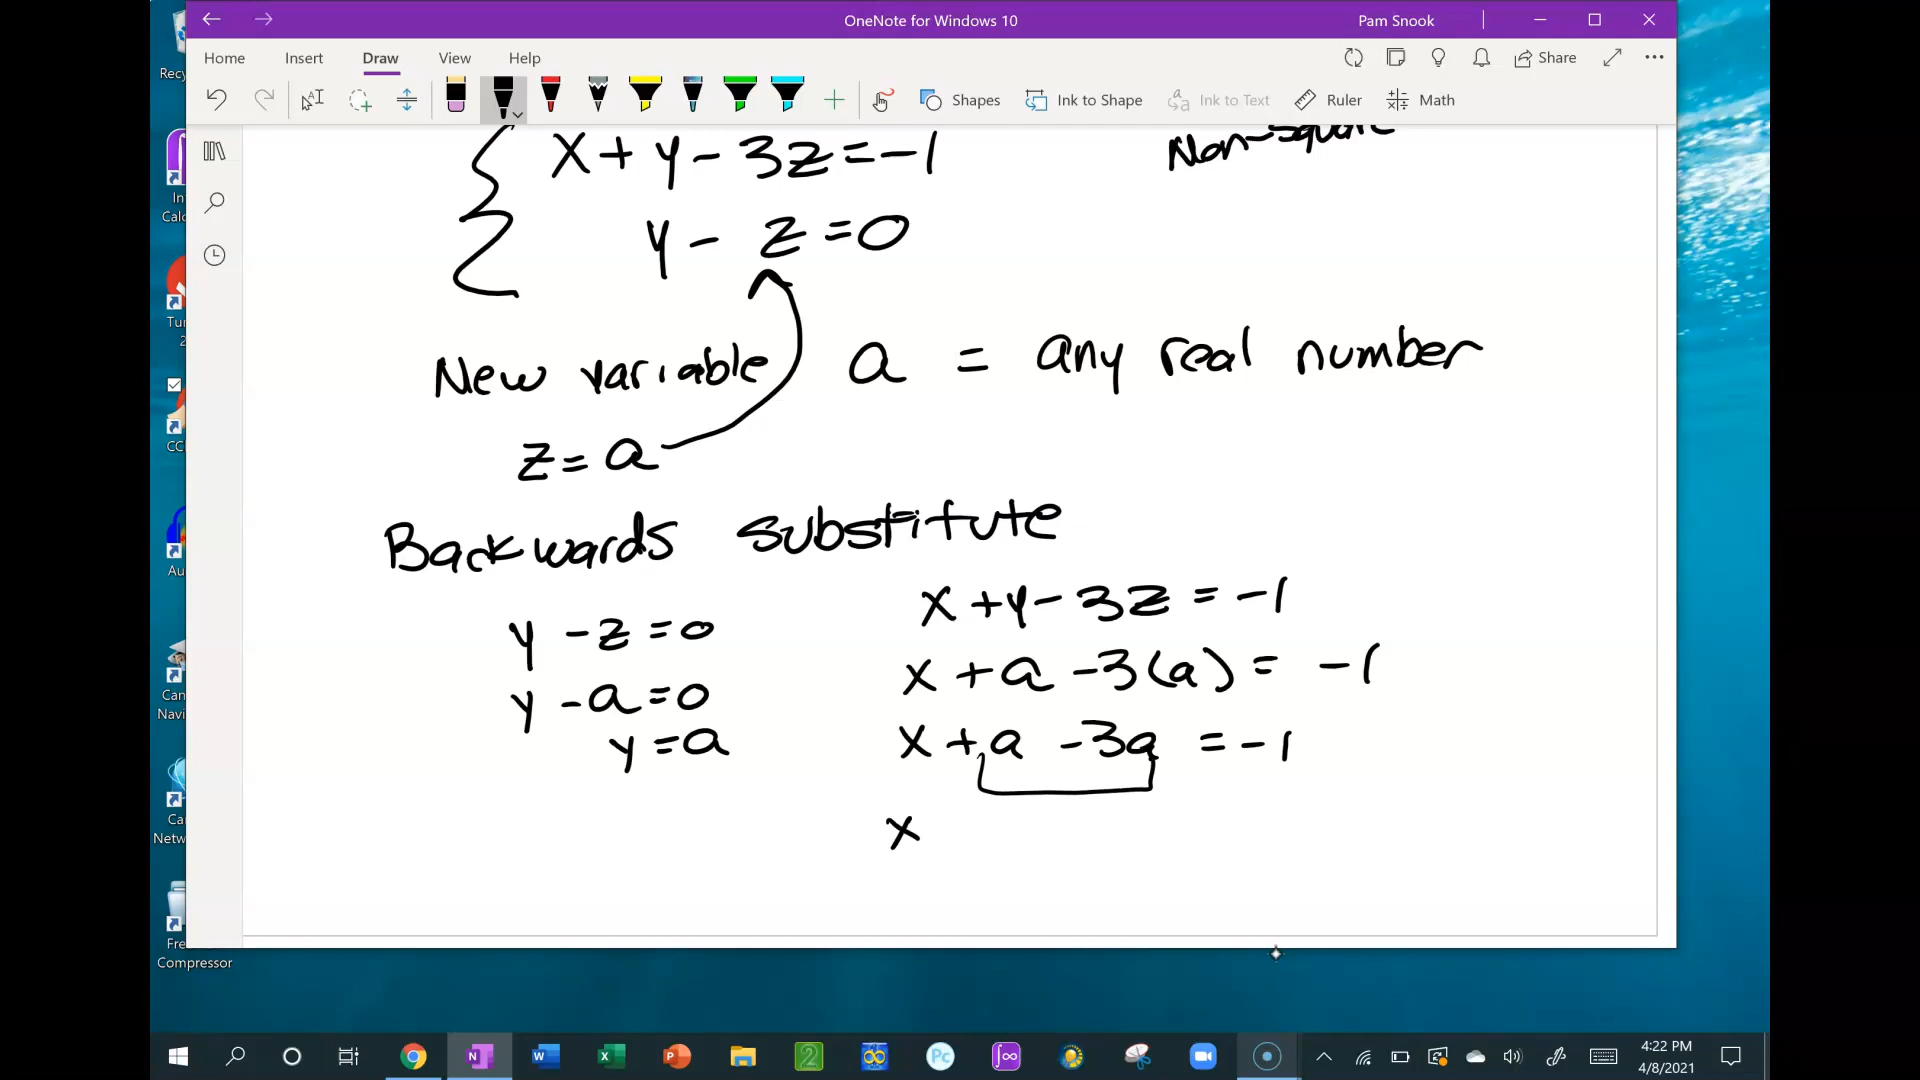 OneNote for Windows 10
Pam Snook
Home Insert Draw View Help
Share
Shapes Ink to Shape Ink to Text Ruler Math
Non-square
x + y - 3z = -1
y - z = 0
New variable a = any real number
z = a
Backwards substitute
y - z = 0
y - a = 0
y = a
x + y - 3z = -1
x + a - 3(a) = -1
x + a - 3a = -1
x
Compressor
4:22 PM
4/8/2021